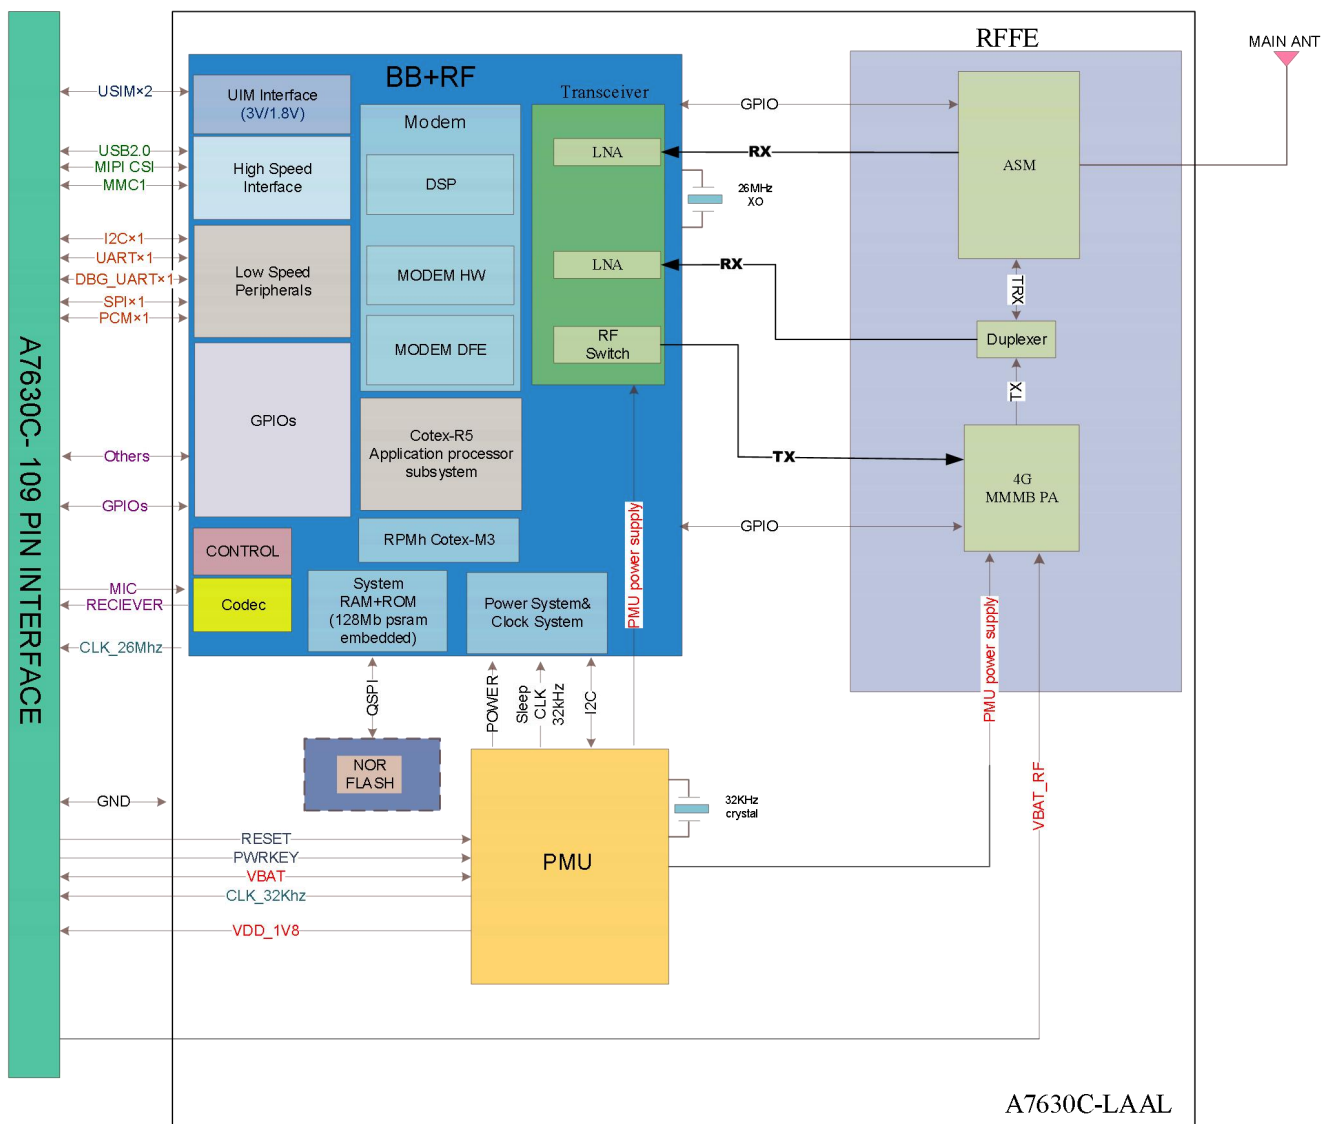 RFFE
MAIN ANT
BB+RF
USIM×2
UIM Interface
(3V/1.8V)
Transceiver
GPIO
Modem
USB2.0
MIPI CSI
MMC1
High Speed
Interface
DSP
LNA
RX
ASM
26MHz
XO
I2C×1
UART×1
DBG_UART×1
SPI×1
PCM×1
Low Speed
Peripherals
MODEM HW
LNA
RX
TRX
MODEM DFE
RF
Switch
Duplexer
TX
A7630C- 109 PIN INTERFACE
GPIOs
Cotex-R5
Application processor
subsystem
Others
TX
4G
MMMB PA
GPIOs
GPIO
CONTROL
RPMh Cotex-M3
PMU power supply
MIC
RECIEVER
Codec
System
RAM+ROM
(128Mb psram
embedded)
Power System&
Clock System
CLK_26Mhz
PMU power supply
QSPI
POWER
Sleep
CLK
32kHz
I2C
NOR
FLASH
GND
32KHz
crystal
VBAT_RF
RESET
PWRKEY
VBAT
CLK_32Khz
VDD_1V8
PMU
A7630C-LAAL